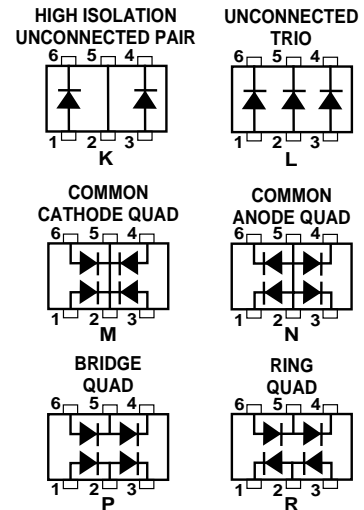 HIGH ISOLATION
UNCONNECTED PAIR
6 5 4
1 2 3
K
UNCONNECTED
TRIO
6 5 4
1 2 3
L
COMMON
CATHODE QUAD
6 5 4
1 2 3
M
COMMON
ANODE QUAD
6 5 4
1 2 3
N
BRIDGE
QUAD
6 5 4
1 2 3
P
RING
QUAD
6 5 4
1 2 3
R